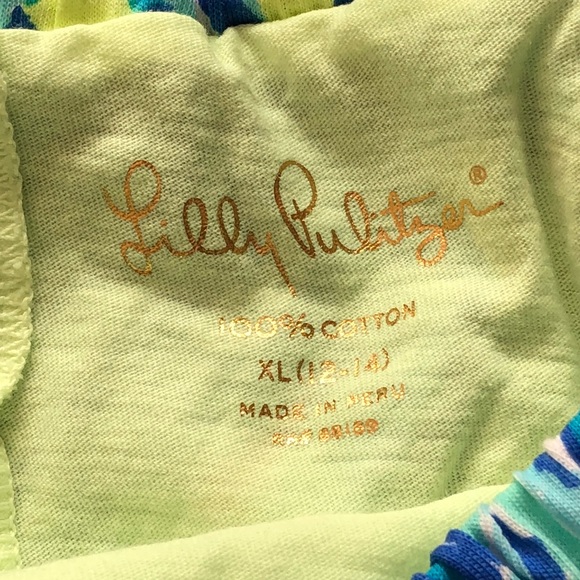 Lilly Pulitzer®
100% COTTON
XL (12-14)
MADE IN PERU